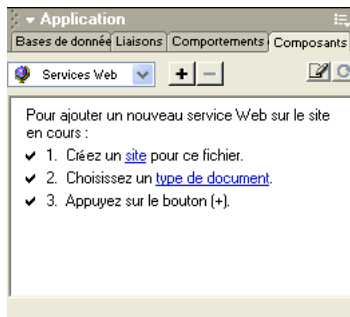 Application
Bases de donnée Liaisons Comportements Composants
Services Web + -
Pour ajouter un nouveau service Web sur le site
en cours :
✔ 1. Créez un site pour ce fichier.
✔ 2. Choisissez un type de document.
✔ 3. Appuyez sur le bouton (+).